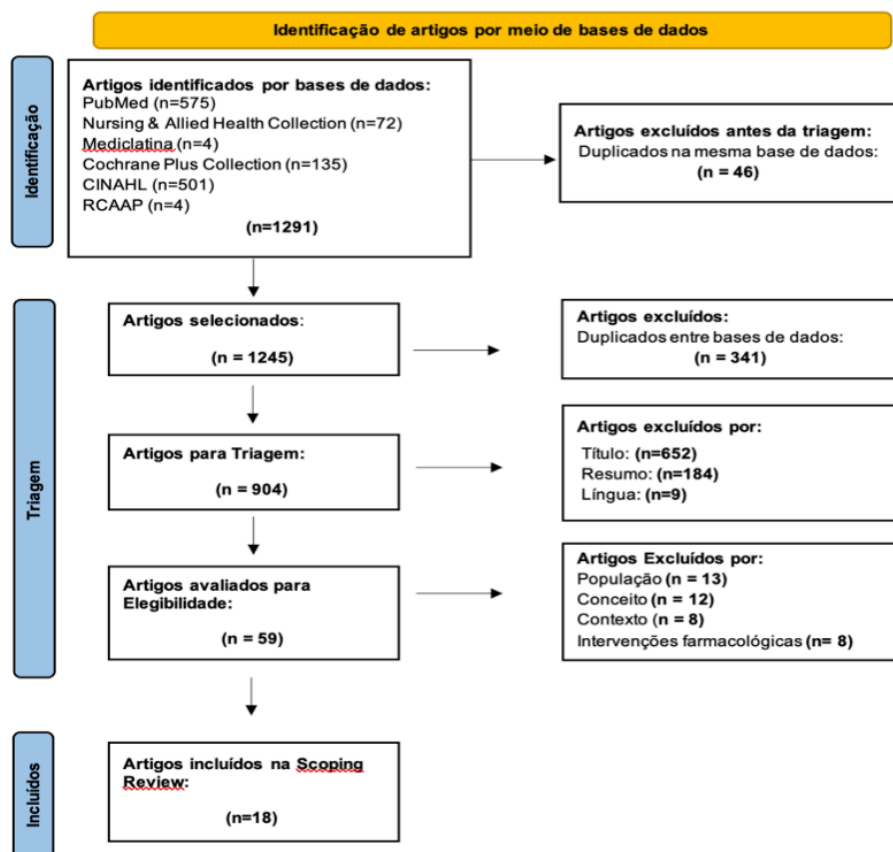 Identificação de artigos por meio de bases de dados
Identificação
Artigos identificados por bases de dados:
PubMed (n=575)
Nursing & Allied Health Collection (n=72)
Mediclatina (n=4)
Cochrane Plus Collection (n=135)
CINAHL (n=501)
RCAAP (n=4)
(n=1291)
Artigos excluídos antes da triagem:
Duplicados na mesma base de dados:
(n = 46)
Triagem
Artigos selecionados:
(n = 1245)
Artigos excluídos:
Duplicados entre bases de dados:
(n = 341)
Artigos para Triagem:
(n = 904)
Artigos excluídos por:
Título: (n=652)
Resumo: (n=184)
Língua: (n=9)
Artigos avaliados para
Elegibilidade:
(n = 59)
Artigos Excluídos por:
População (n = 13)
Conceito (n = 12)
Contexto (n = 8)
Intervenções farmacológicas (n= 8)
Incluídos
Artigos incluídos na Scoping
Review:
(n=18)